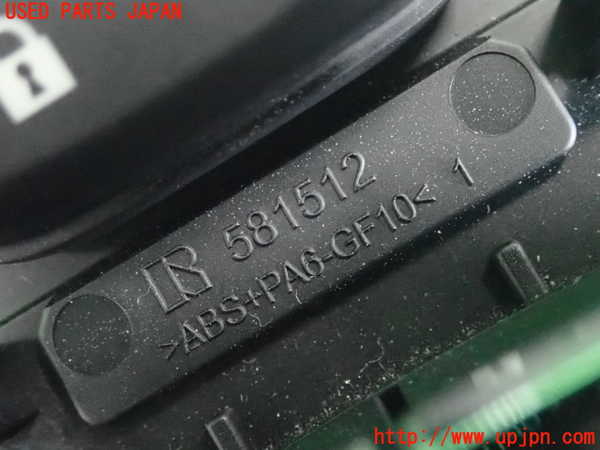 USED PARTS JAPAN
581512
>ABS+PA6-GF10< 1
http://www.upjpn.com/